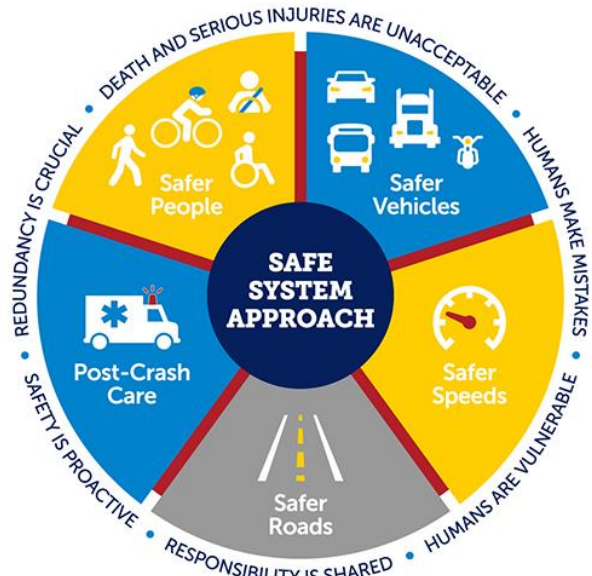 DEATH AND SERIOUS INJURIES ARE UNACCEPTABLE
HUMANS MAKE MISTAKES
HUMANS ARE VULNERABLE
RESPONSIBILITY IS SHARED
SAFETY IS PROACTIVE
REDUNDANCY IS CRUCIAL
Safer
People
Safer
Vehicles
SAFE
SYSTEM
APPROACH
Post-Crash
Care
Safer
Speeds
Safer
Roads